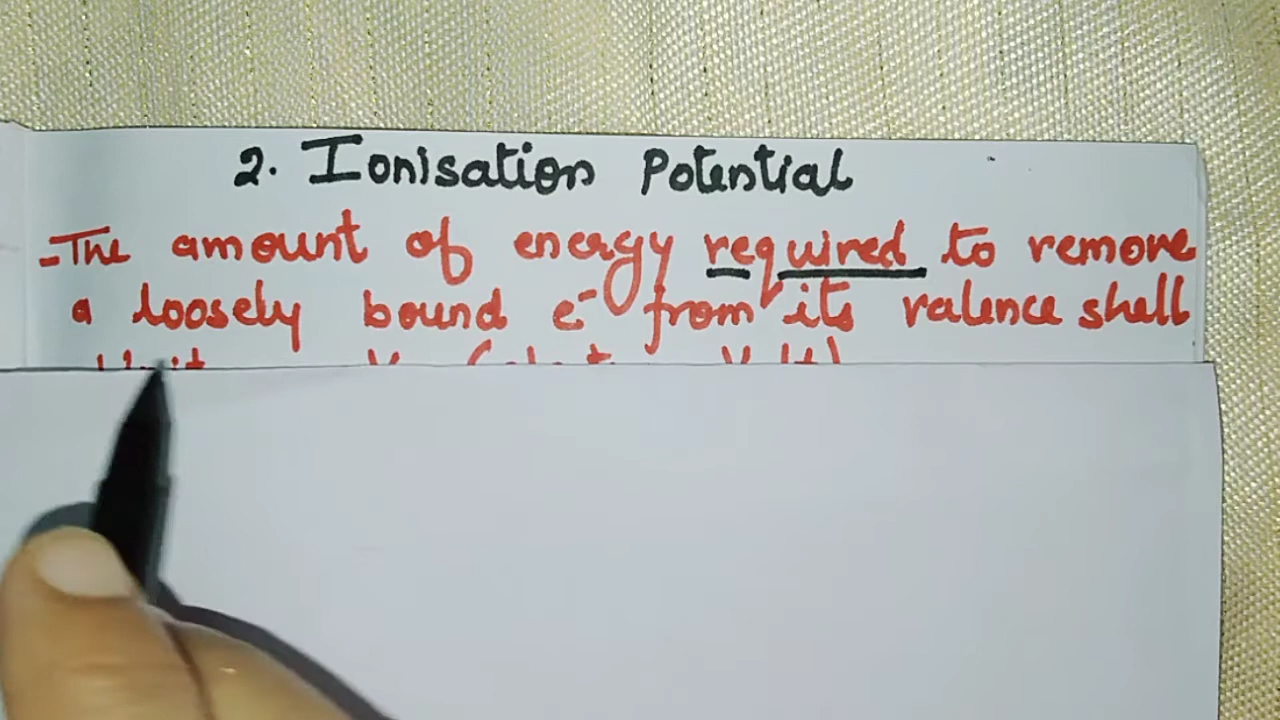 2. Ionisation Potential
- The amount of energy required to remove
a loosely bound e⁻ from its valence shell